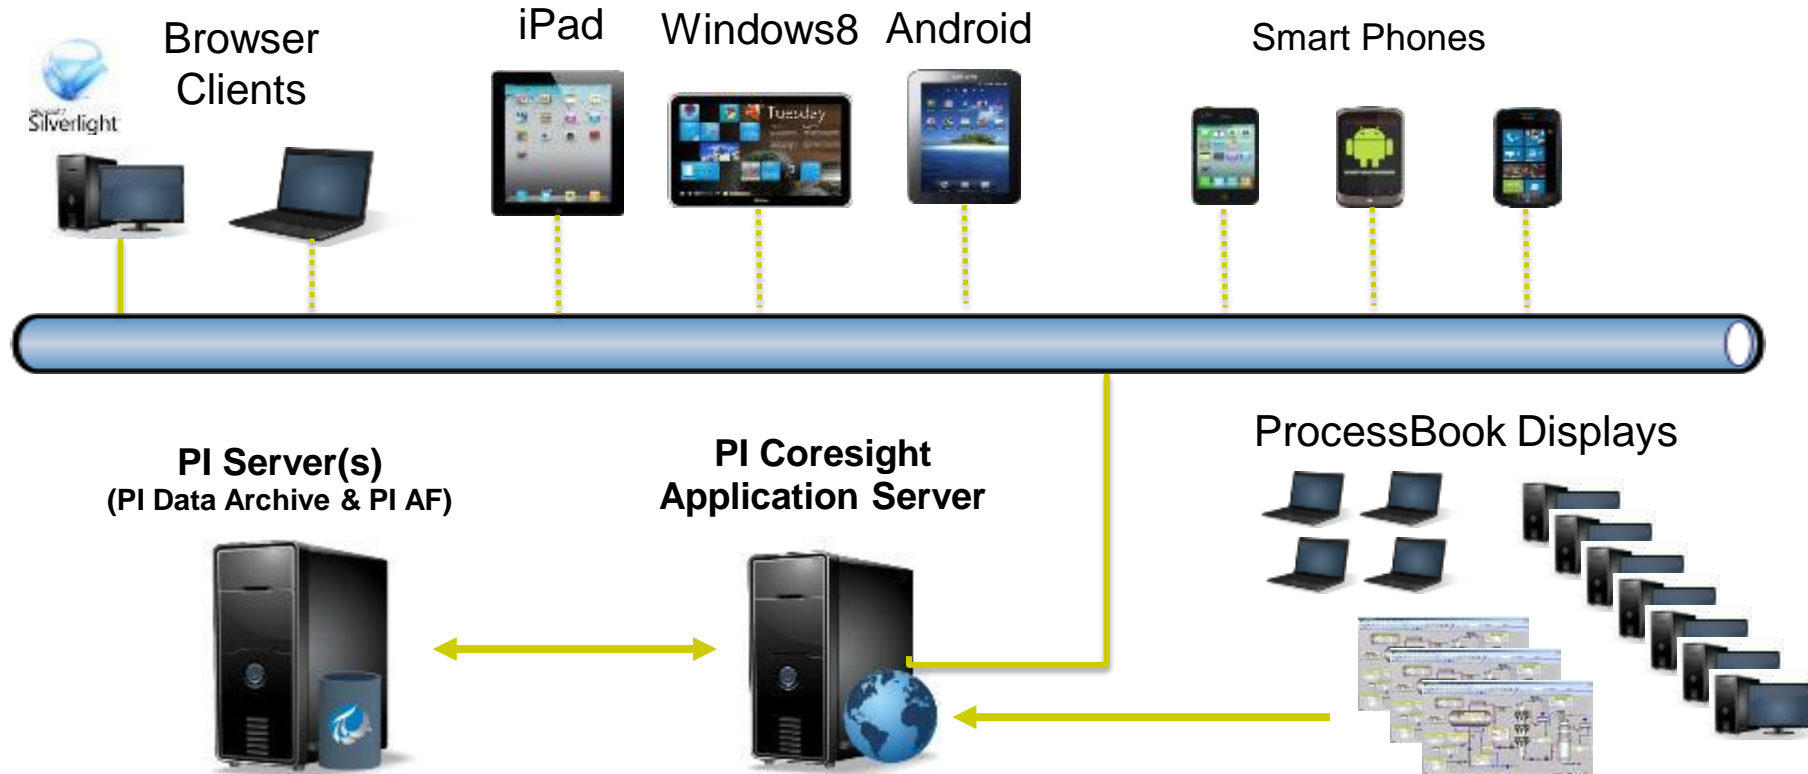 Browser
Clients
iPad
Windows8
Android
Smart Phones
Microsoft
Silverlight
Tuesday
PI Server(s)
(PI Data Archive & PI AF)
PI Coresight
Application Server
ProcessBook Displays